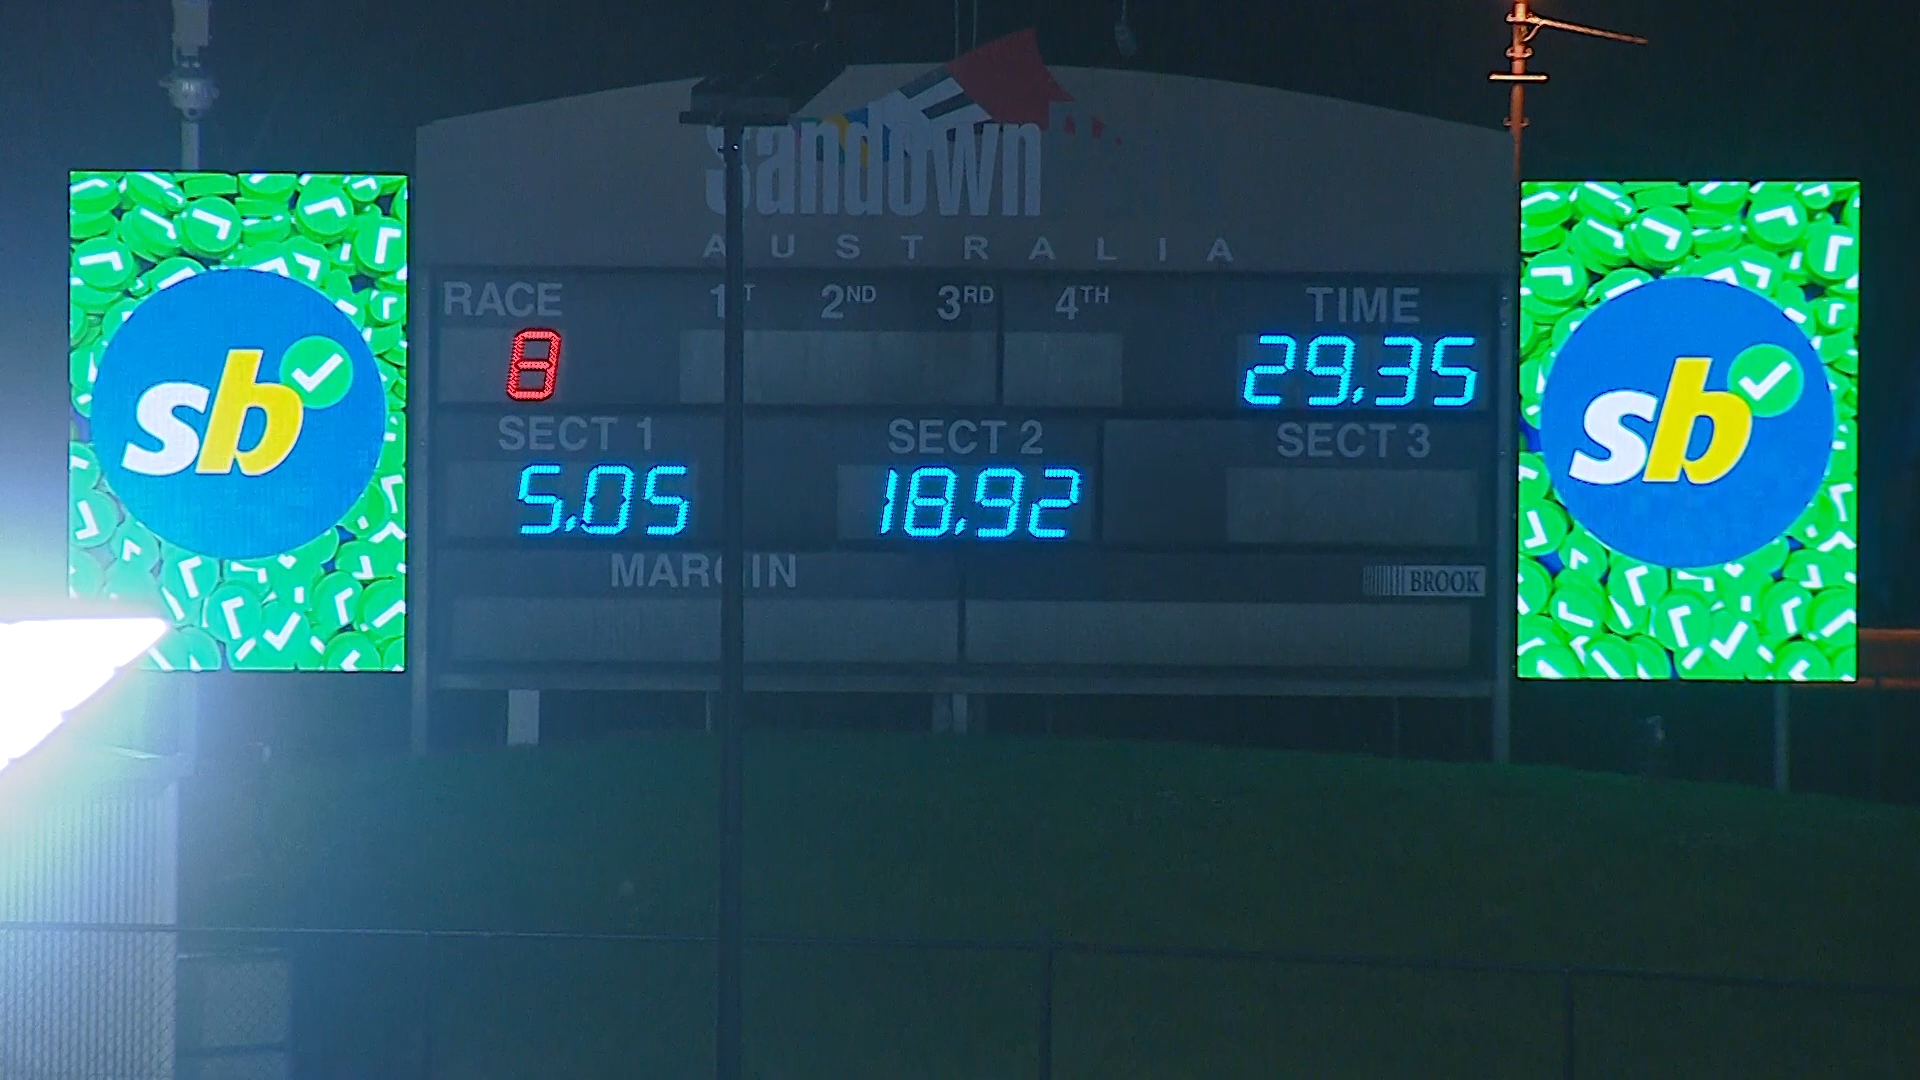 Sandown
AUSTRALIA
RACE 1ST 2ND 3RD 4TH TIME
8 29.35
SECT 1 SECT 2 SECT 3
5.05 18.92
MARGIN BROOK
sb
sb